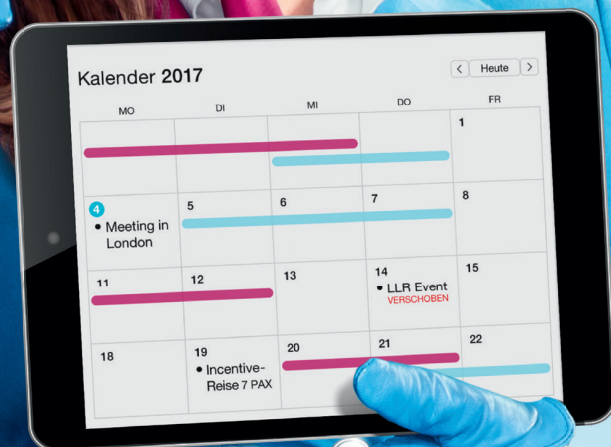 Kalender 2017
< Heute >
MO DI MI DO FR
1
4 5 6 7 8
• Meeting in
London
11 12 13 14 15
• LLR Event
VERSCHOBEN
18 19 20 21 22
• Incentive-
Reise 7 PAX